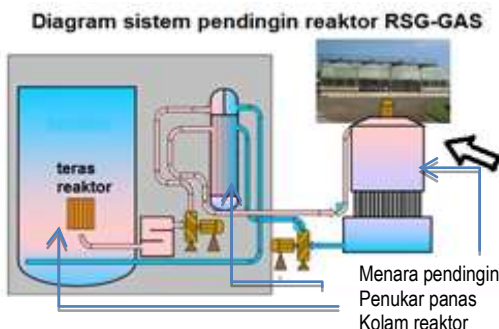 Diagram sistem pendingin reaktor RSG-GAS
teras
reaktor
Menara pendingin
Penukar panas
Kolam reaktor